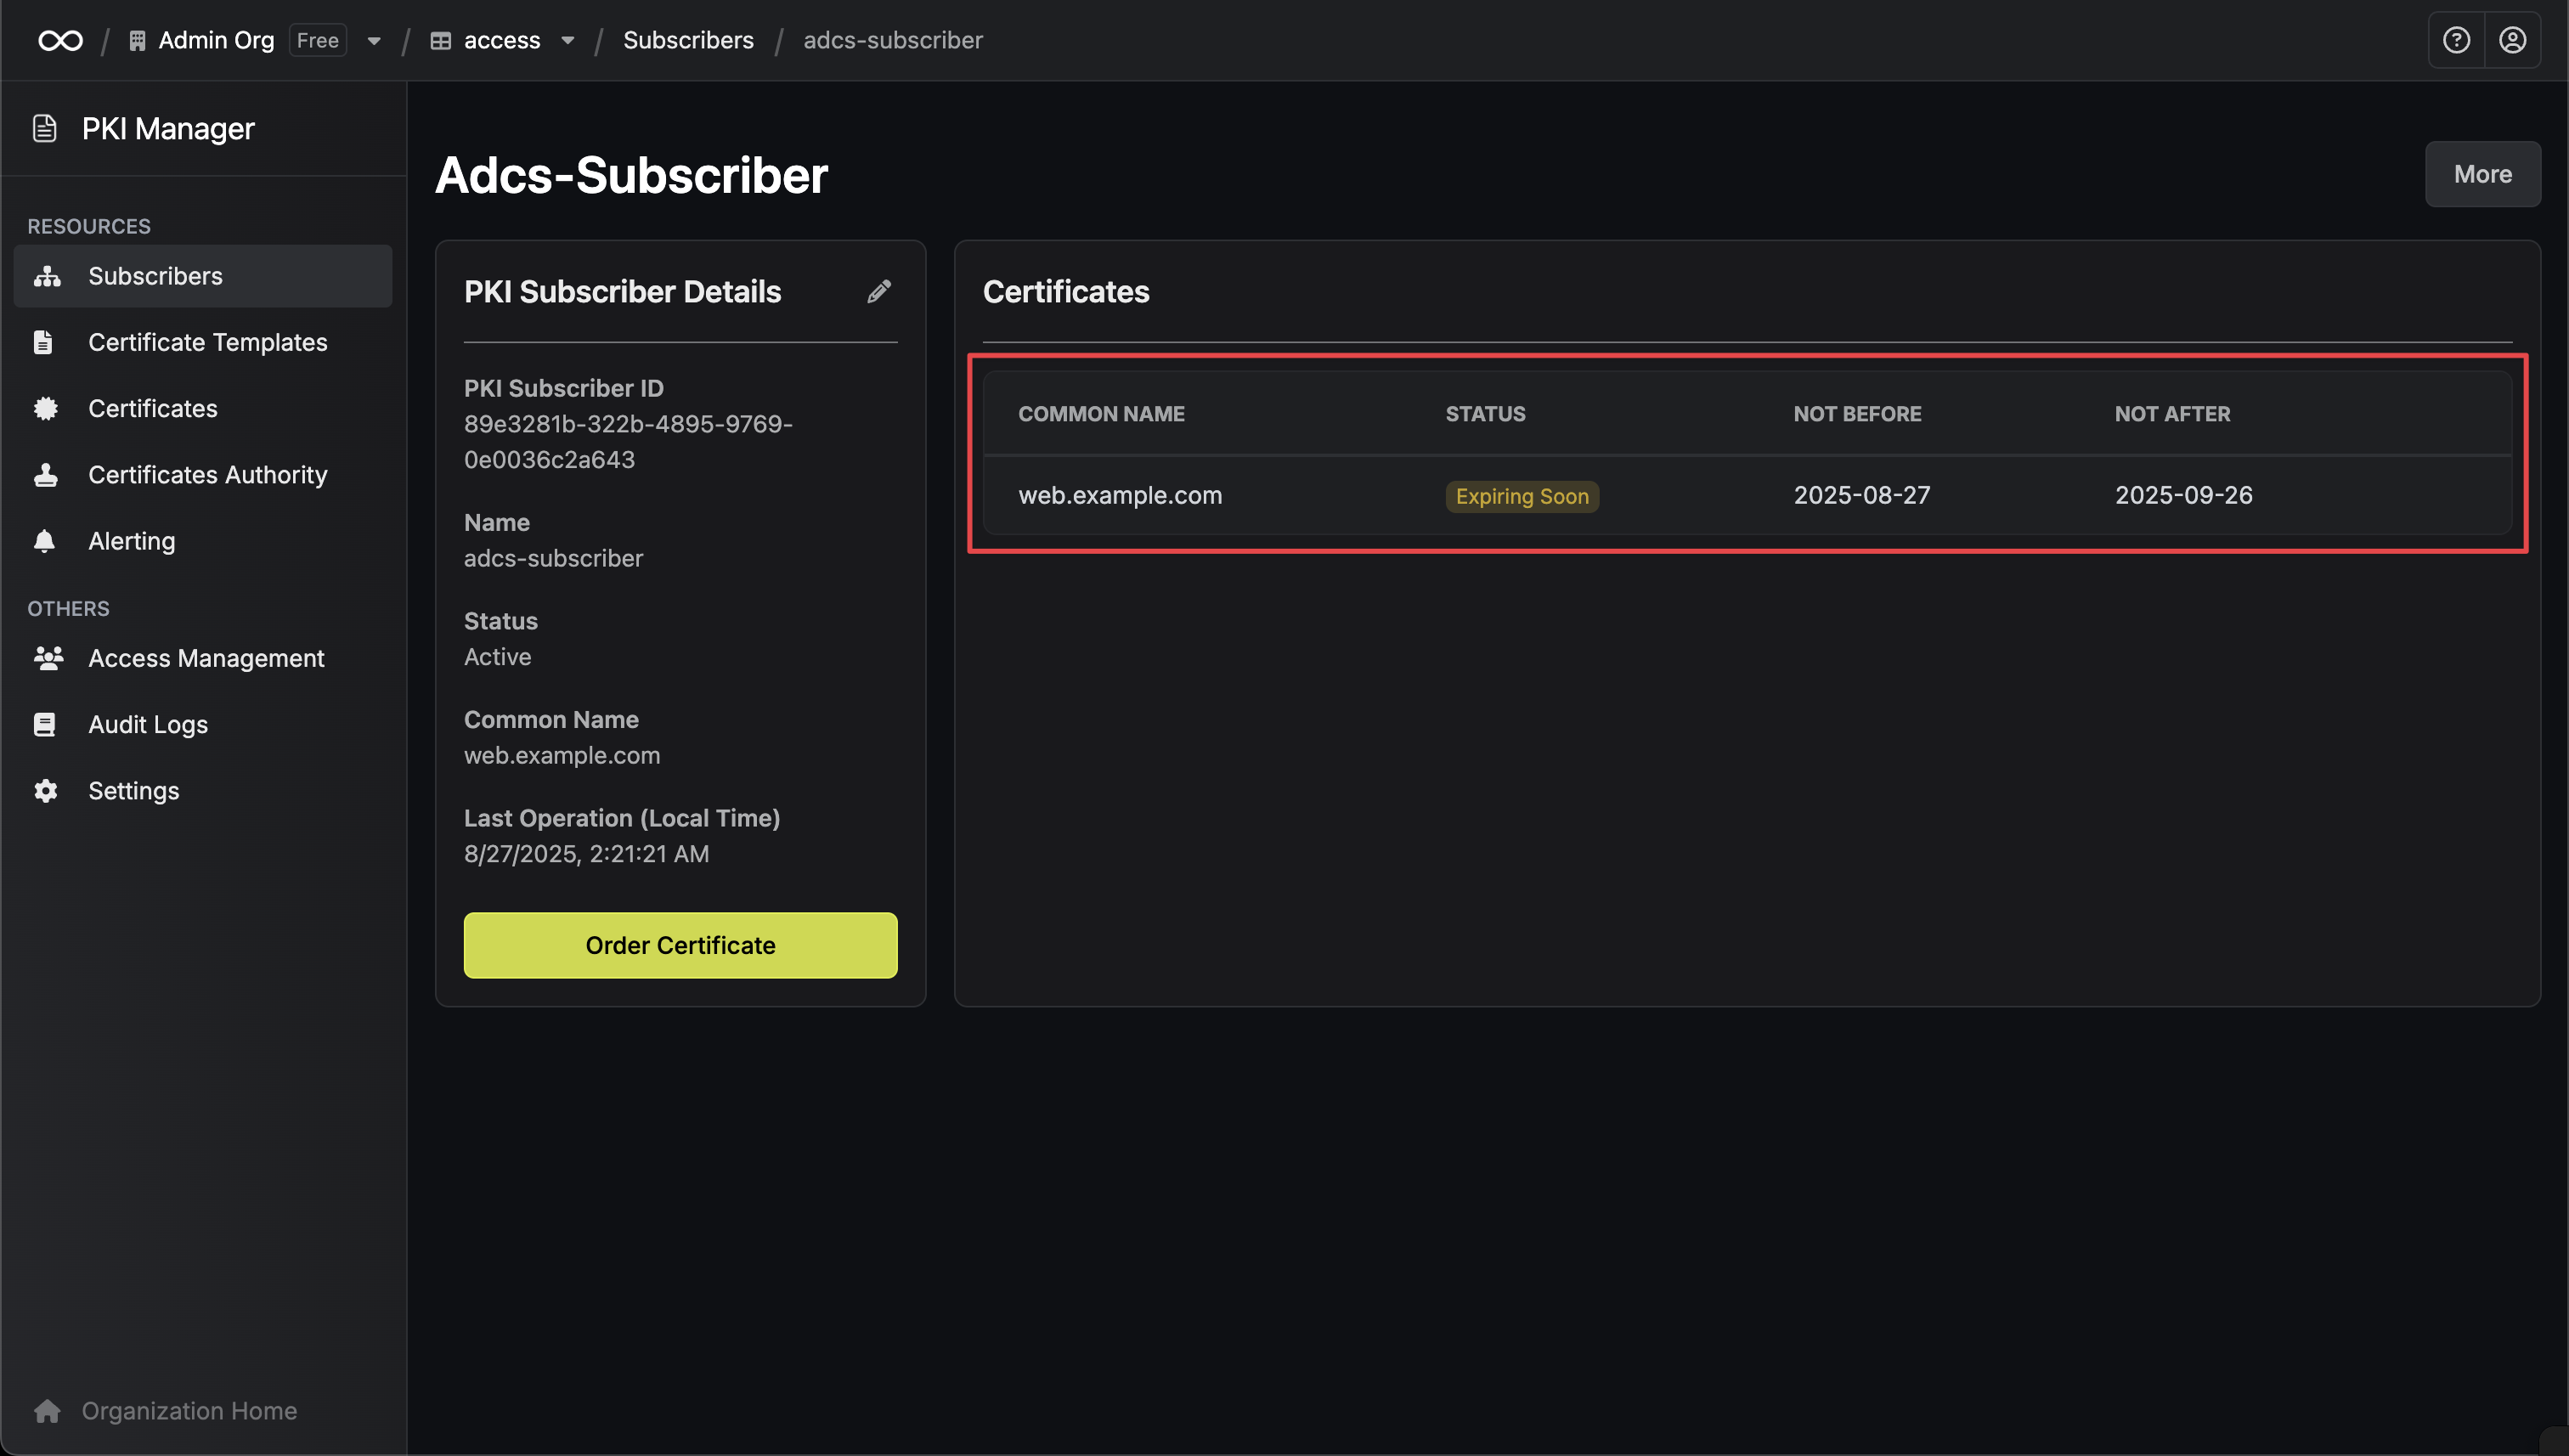 Admin Org Free / access / Subscribers / adcs-subscriber
PKI Manager
RESOURCES
Subscribers
Certificate Templates
Certificates
Certificates Authority
Alerting
OTHERS
Access Management
Audit Logs
Settings
Organization Home
Adcs-Subscriber
More
PKI Subscriber Details
PKI Subscriber ID
89e3281b-322b-4895-9769-
0e0036c2a643
Name
adcs-subscriber
Status
Active
Common Name
web.example.com
Last Operation (Local Time)
8/27/2025, 2:21:21 AM
Order Certificate
Certificates
COMMON NAME STATUS NOT BEFORE NOT AFTER
web.example.com Expiring Soon 2025-08-27 2025-09-26